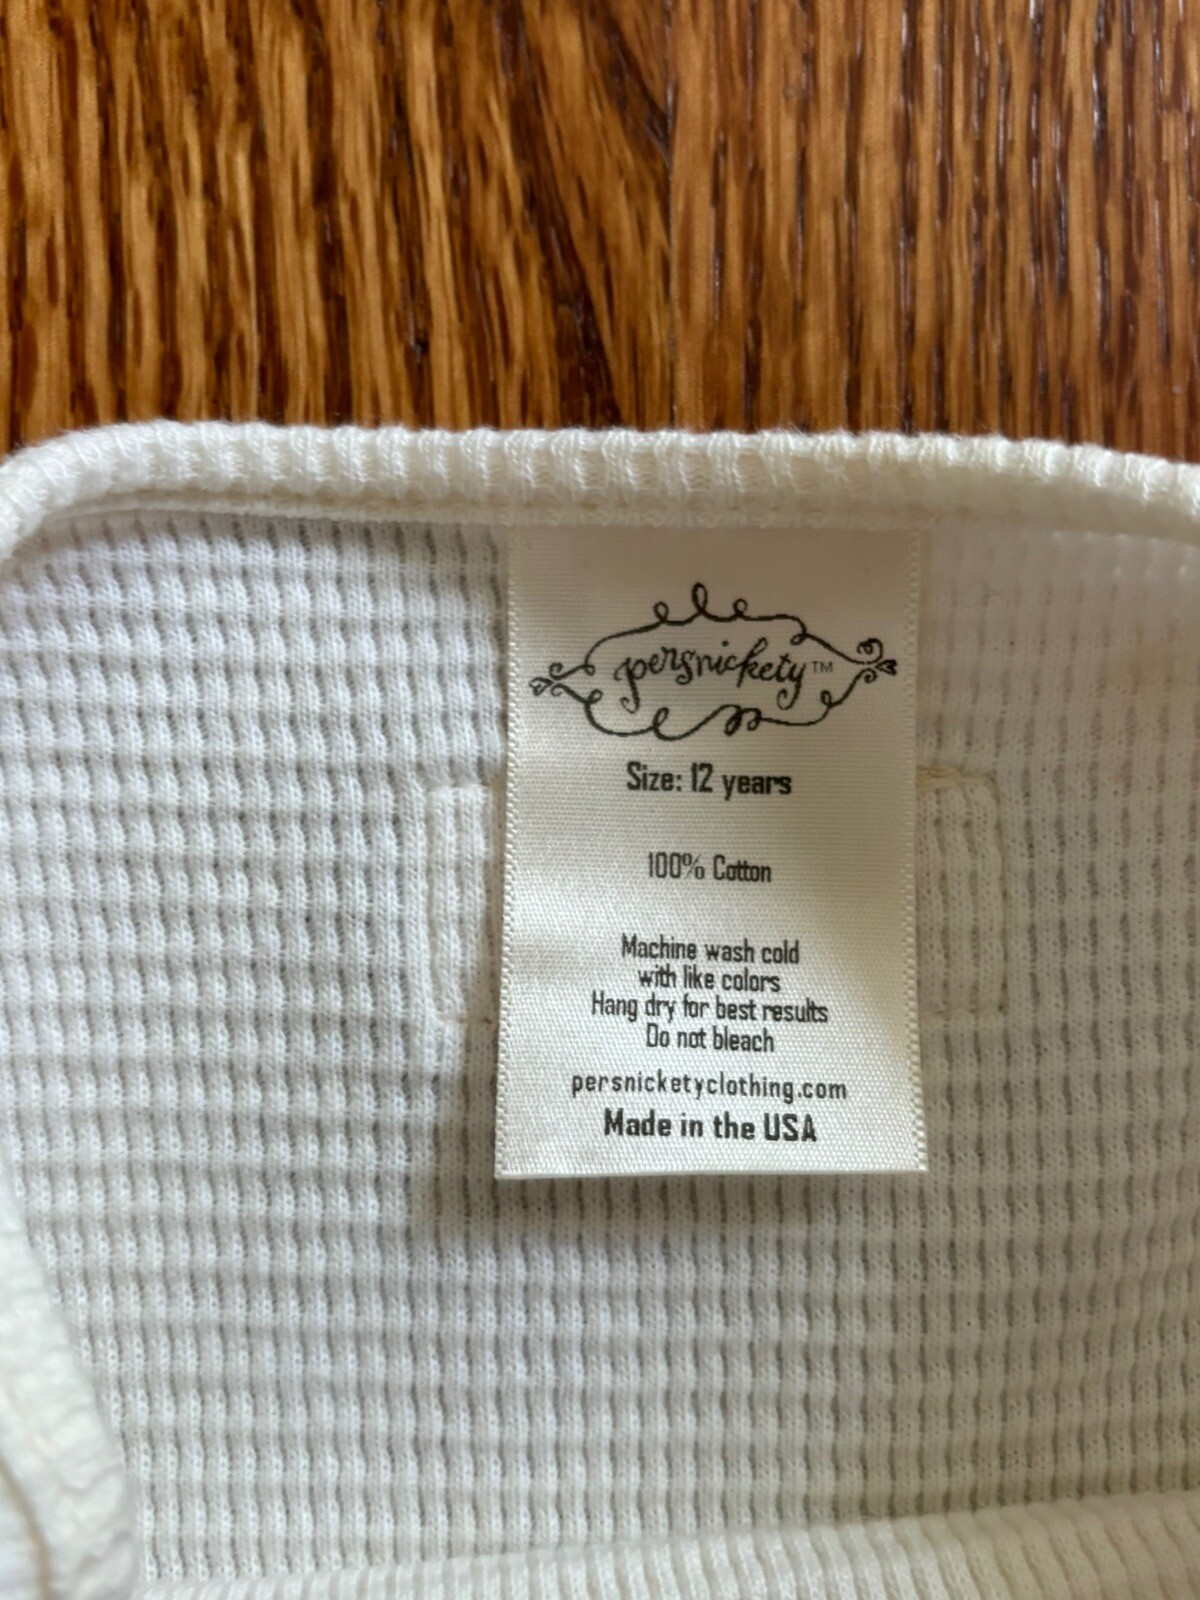 persnickety™
Size: 12 years
100% Cotton
Machine wash cold
with like colors
Hang dry for best results
Do not bleach
persnicketyclothing.com
Made in the USA